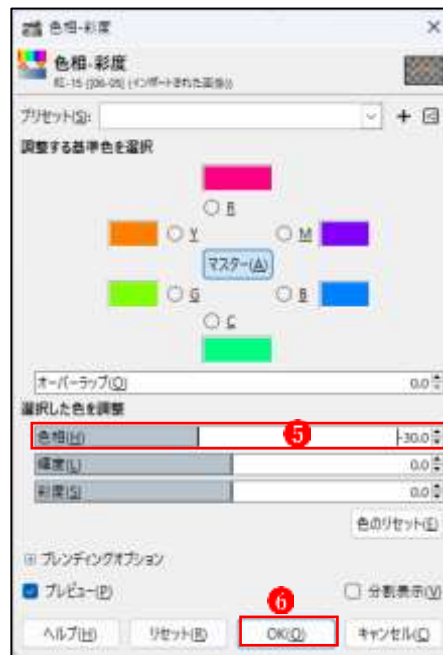 色相-彩度
色相-彩度
プリセット(S):
調整する基準色を選択
R
Y
M
マスター(A)
G
B
C
オーバーラップ(O) 0.0
選択した色を調整
色相(H) -30.0
5
輝度(L) 0.0
彩度(S) 0.0
色のリセット(E)
ブレンディングオプション
プレビュー(P)
分割表示(V)
6
ヘルプ(H) リセット(R) OK(O) キャンセル(C)